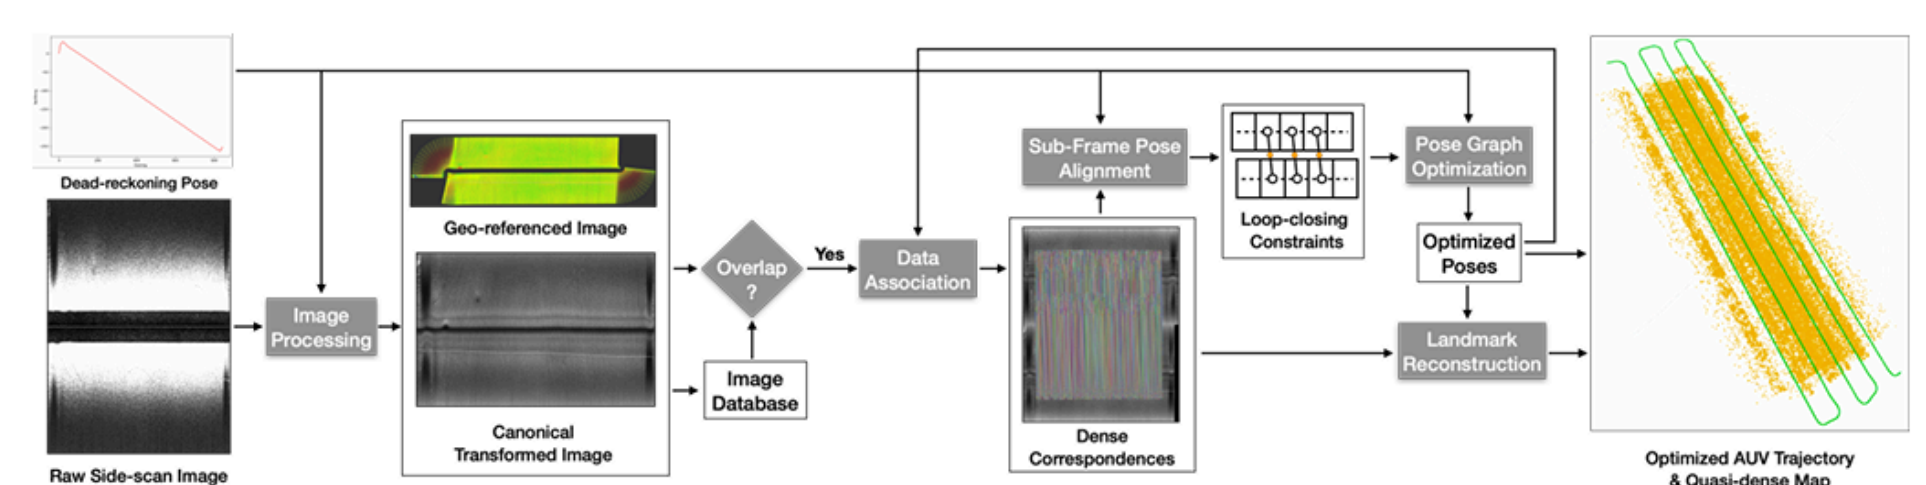 Dead-reckoning Pose
Raw Side-scan Image
Image
Processing
Geo-referenced Image
Canonical
Transformed Image
Overlap
?
Yes
Image
Database
Data
Association
Sub-Frame Pose
Alignment
Dense
Correspondences
Loop-closing
Constraints
Pose Graph
Optimization
Optimized
Poses
Landmark
Reconstruction
Optimized AUV Trajectory
& Quasi-dense Map